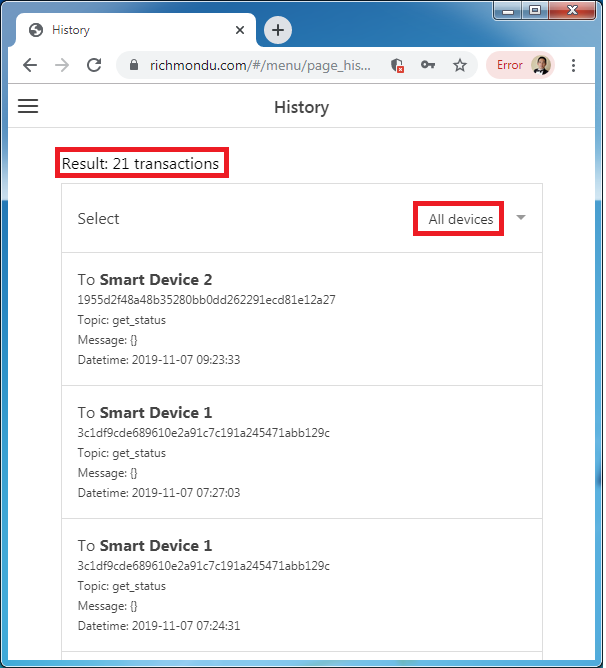 History
richmondu.com/#/menu/page_his...
Error
History
Result: 21 transactions
Select
All devices
To Smart Device 2
1955d2f48a48b35280bb0dd262291ecd81e12a27
Topic: get_status
Message: {}
Datetime: 2019-11-07 09:23:33
To Smart Device 1
3c1df9cde689610e2a91c7c191a245471abb129c
Topic: get_status
Message: {}
Datetime: 2019-11-07 07:27:03
To Smart Device 1
3c1df9cde689610e2a91c7c191a245471abb129c
Topic: get_status
Message: {}
Datetime: 2019-11-07 07:24:31